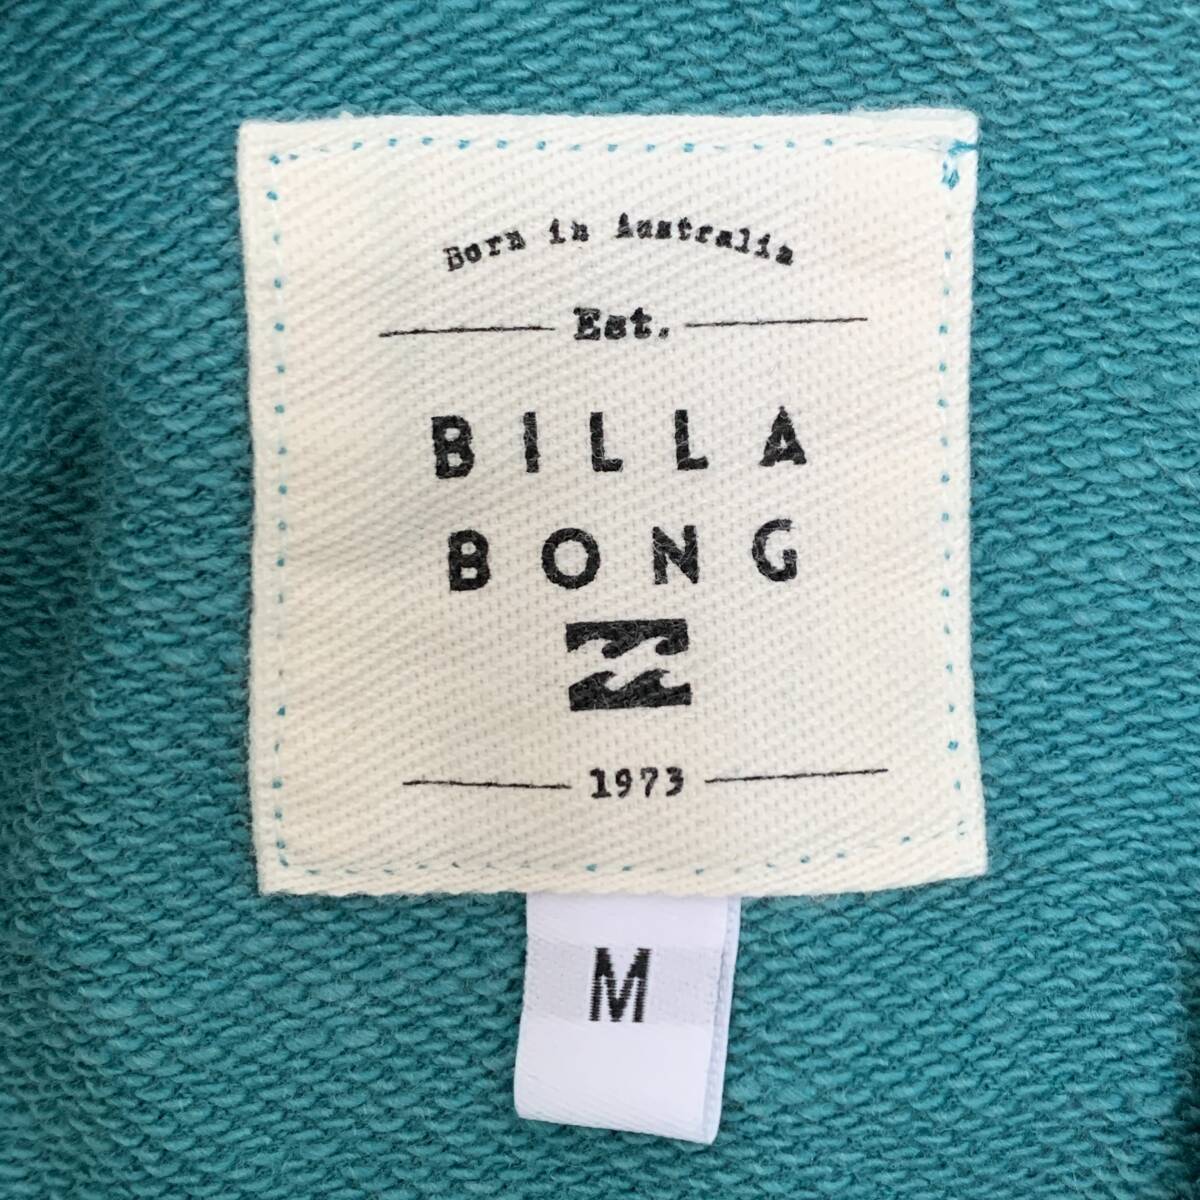 Born in Australia
Est.
BILLA
BONG
1973
M